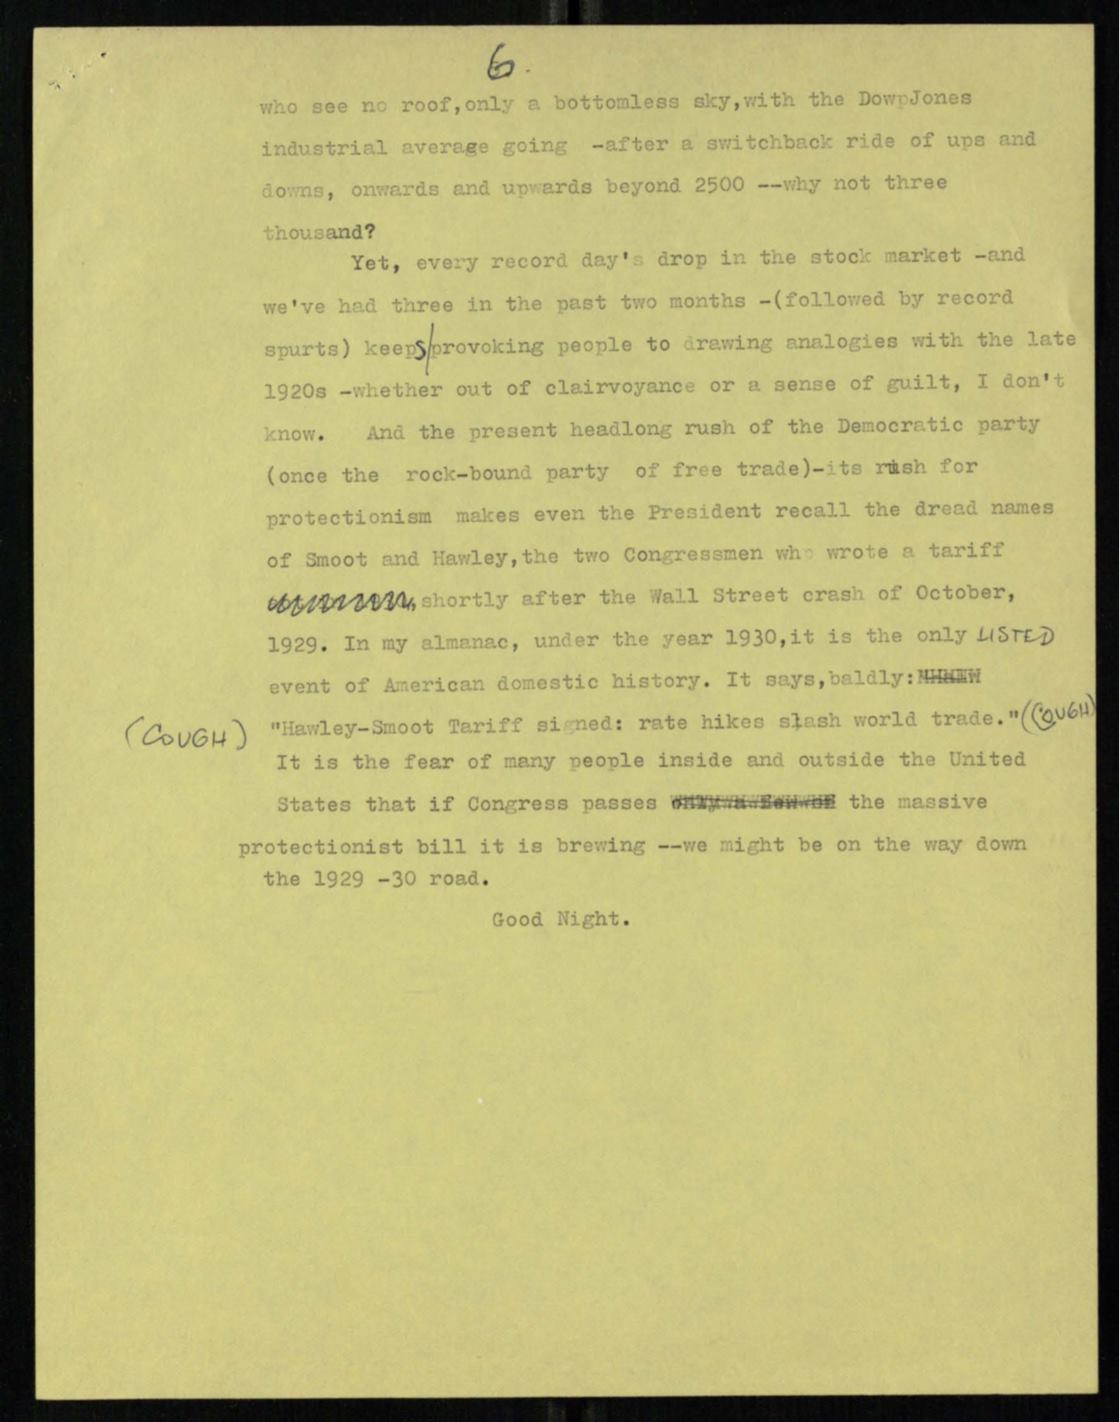 6.
who see no roof,only a bottomless sky,with the Dow Jones
industrial average going -after a switchback ride of ups and
downs, onwards and upwards beyond 2500 --why not three
thousand?
Yet, every record day's drop in the stock market -and
we've had three in the past two months -(followed by record
spurts) keeps/provoking people to drawing analogies with the late
1920s -whether out of clairvoyance or a sense of guilt, I don't
know. And the present headlong rush of the Democratic party
(once the rock-bound party of free trade)-its rush for
protectionism makes even the President recall the dread names
of Smoot and Hawley,the two Congressmen who wrote a tariff
shortly after the Wall Street crash of October,
1929. In my almanac, under the year 1930,it is the only LISTED
event of American domestic history. It says,baldly:
(COUGH) "Hawley-Smoot Tariff signed: rate hikes slash world trade."((COUGH)
It is the fear of many people inside and outside the United
States that if Congress passes the massive
protectionist bill it is brewing --we might be on the way down
the 1929 -30 road.
Good Night.